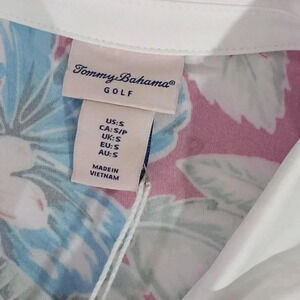 Tommy Bahama®
GOLF
US: S
CA: S/P
UK: S
EU: S
AU: S
MADE IN
VIETNAM